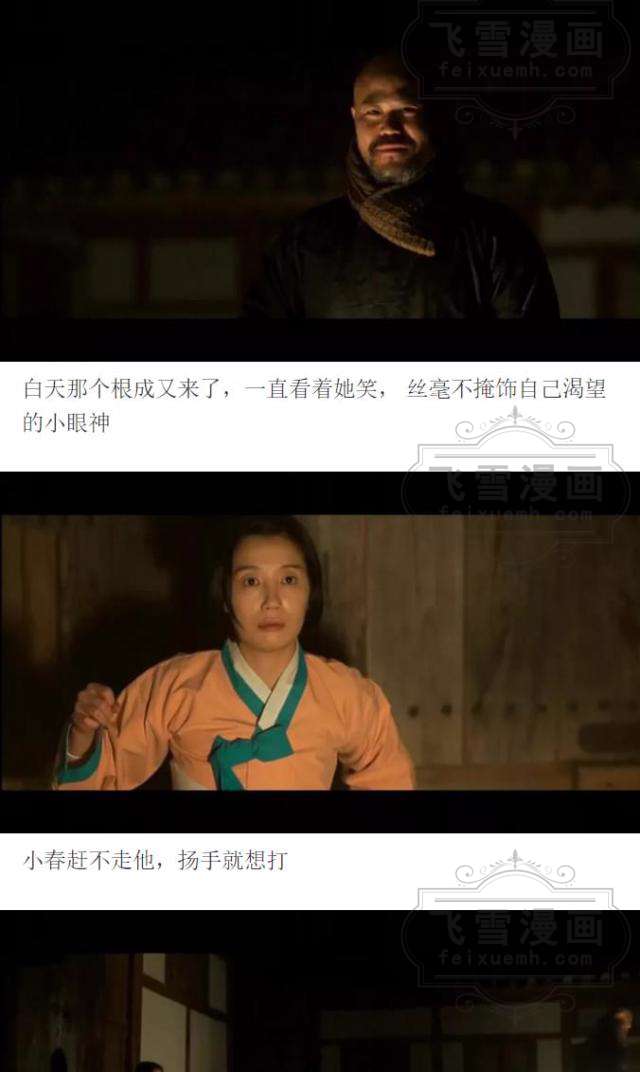 飞雪漫画
feixuemh.com
白天那个根成又来了，一直看着她笑， 丝毫不掩饰自己渴望
的小眼神
飞雪漫画
feixuemh.com
小春赶不走他，扬手就想打
飞雪漫画
feixuemh.com